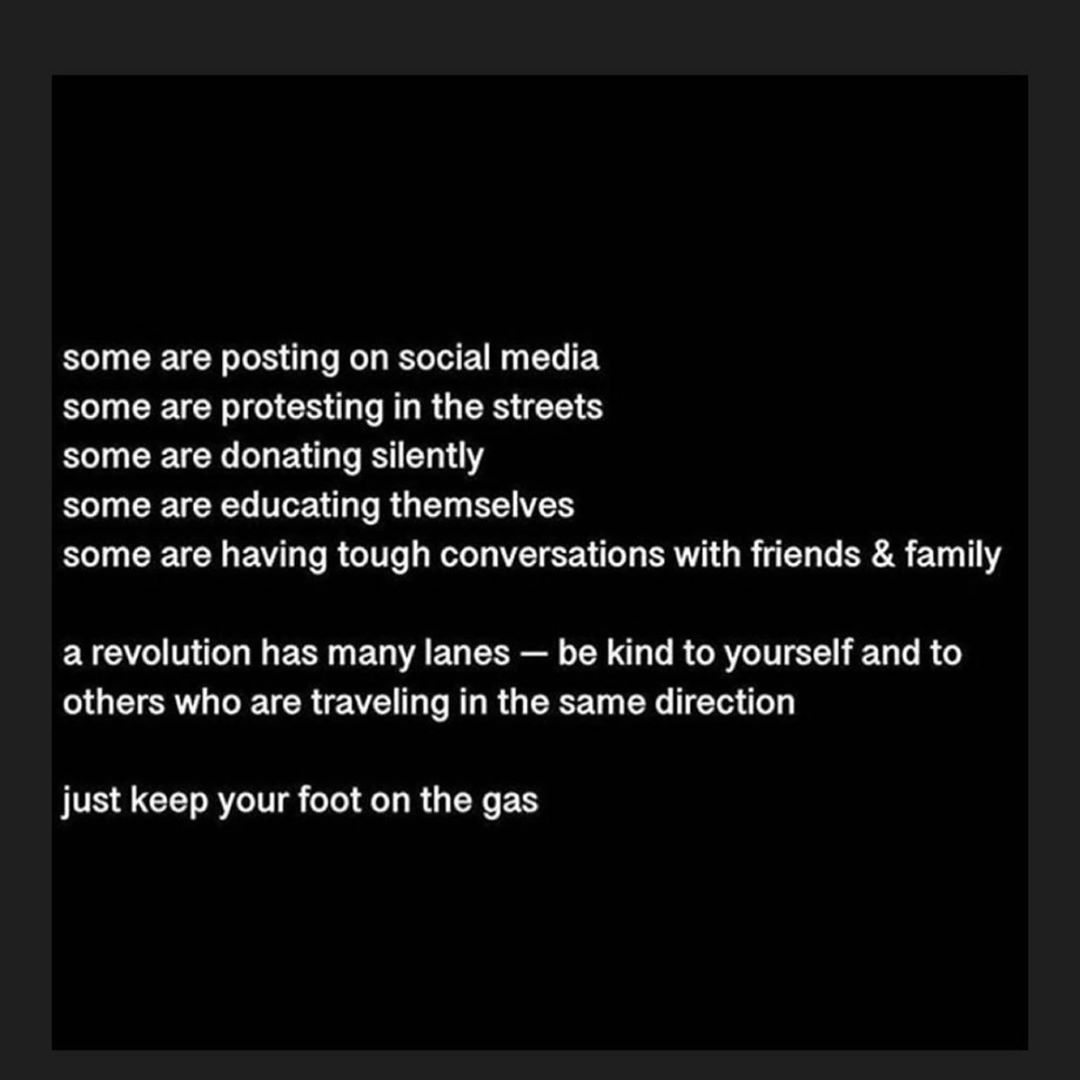 some are posting on social media
some are protesting in the streets
some are donating silently
some are educating themselves
some are having tough conversations with friends & family
a revolution has many lanes — be kind to yourself and to
others who are traveling in the same direction
just keep your foot on the gas